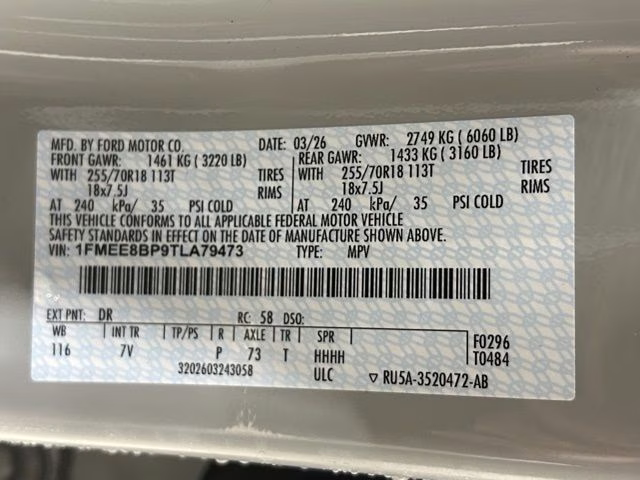 MFD. BY FORD MOTOR CO. DATE: 03/26 GVWR: 2749 KG ( 6060 LB)
FRONT GAWR: 1461 KG ( 3220 LB) REAR GAWR: 1433 KG ( 3160 LB)
WITH 255/70R18 113T TIRES WITH 255/70R18 113T TIRES
18x7.5J RIMS 18x7.5J RIMS
AT 240 kPa/ 35 PSI COLD AT 240 kPa/ 35 PSI COLD
THIS VEHICLE CONFORMS TO ALL APPLICABLE FEDERAL MOTOR VEHICLE
SAFETY STANDARDS IN EFFECT ON THE DATE OF MANUFACTURE SHOWN ABOVE.
VIN: 1FMEE8BP9TLA79473 TYPE: MPV
EXT PNT: DR RC: 58 DSO:
WB INT TR TP/PS R AXLE TR SPR F0296
116 7V P 73 T HHHH T0484
3202603243058 ULC ▽ RU5A-3520472-AB